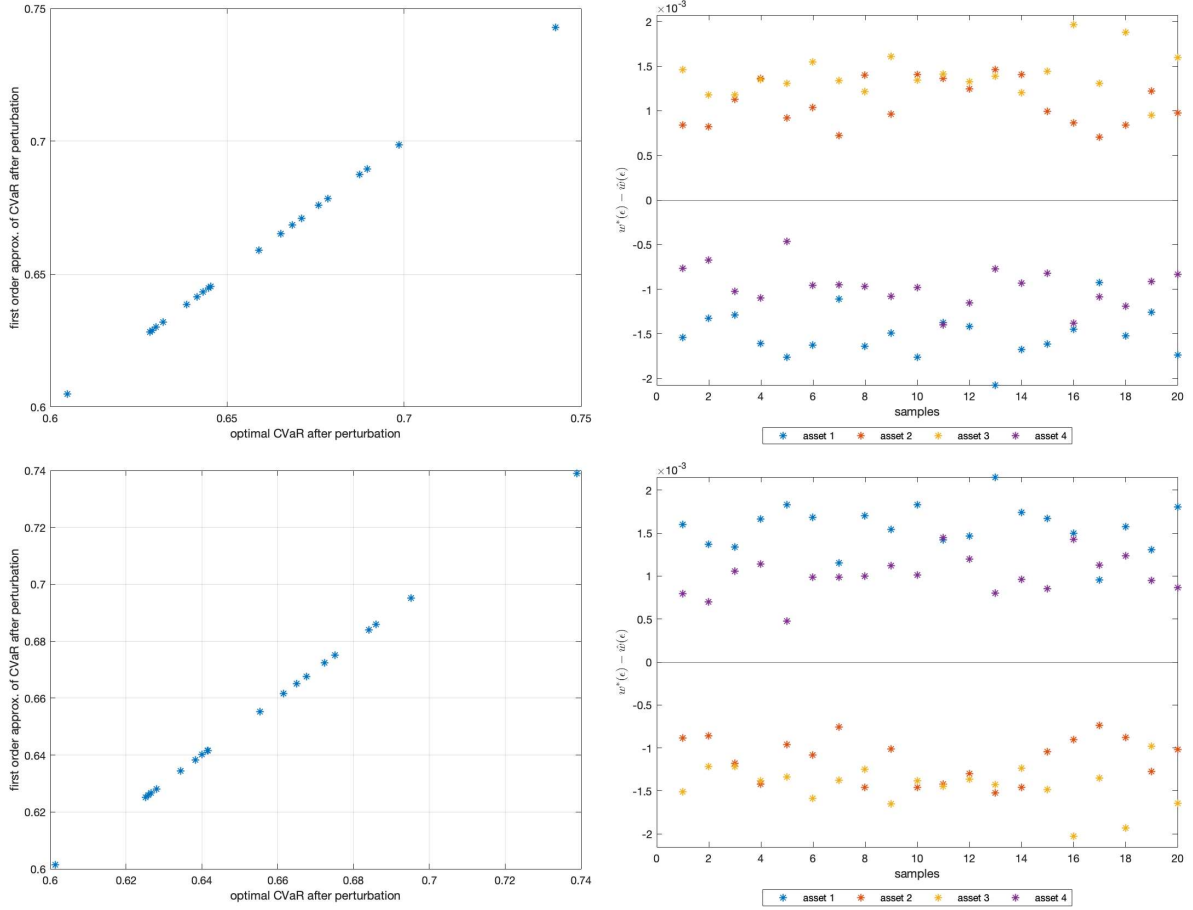 0.75
0.7
0.65
0.6
0.6
0.65
0.7
0.75
first order approx. of CVaR after perturbation
optimal CVaR after perturbation
×10⁻³
2
1.5
1
0.5
0
-0.5
-1
-1.5
-2
0 2 4 6 8 10 12 14 16 18 20
w*(ϵ) − ŵ(ϵ)
samples
asset 1 asset 2 asset 3 asset 4
0.74
0.72
0.7
0.68
0.66
0.64
0.62
0.6
0.6 0.62 0.64 0.66 0.68 0.7 0.72 0.74
first order approx. of CVaR after perturbation
optimal CVaR after perturbation
×10⁻³
2
1.5
1
0.5
0
-0.5
-1
-1.5
-2
0 2 4 6 8 10 12 14 16 18 20
w*(ϵ) − ŵ(ϵ)
samples
asset 1 asset 2 asset 3 asset 4